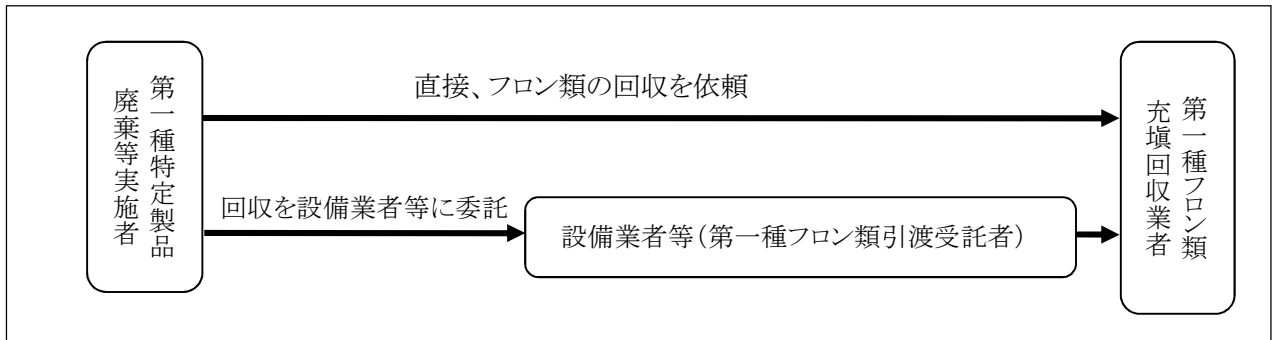 第一種特定製品
廃棄等実施者
直接、フロン類の回収を依頼
回収を設備業者等に委託
設備業者等(第一種フロン類引渡受託者)
第一種フロン類
充塡回収業者